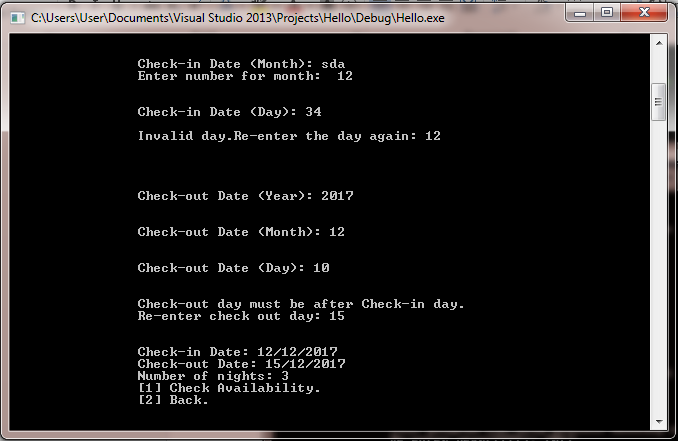 C:\Users\User\Documents\Visual Studio 2013\Projects\Hello\Debug\Hello.exe
Check-in Date (Month): sda
Enter number for month:  12
Check-in Date (Day): 34
Invalid day.Re-enter the day again: 12
Check-out Date (Year): 2017
Check-out Date (Month): 12
Check-out Date (Day): 10
Check-out day must be after Check-in day.
Re-enter check out day: 15
Check-in Date: 12/12/2017
Check-out Date: 15/12/2017
Number of nights: 3
[1] Check Availability.
[2] Back.